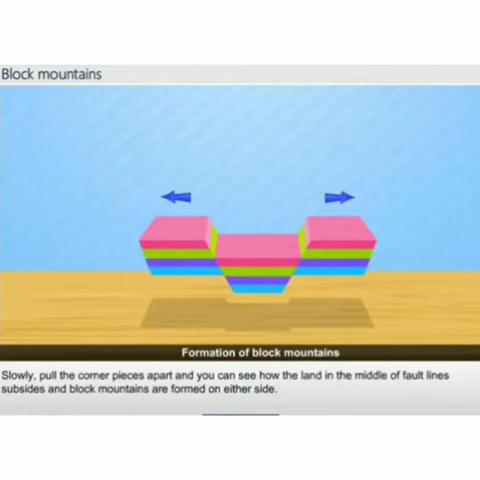 Block mountains
Formation of block mountains
Slowly, pull the corner pieces apart and you can see how the land in the middle of fault lines
subsides and block mountains are formed on either side.